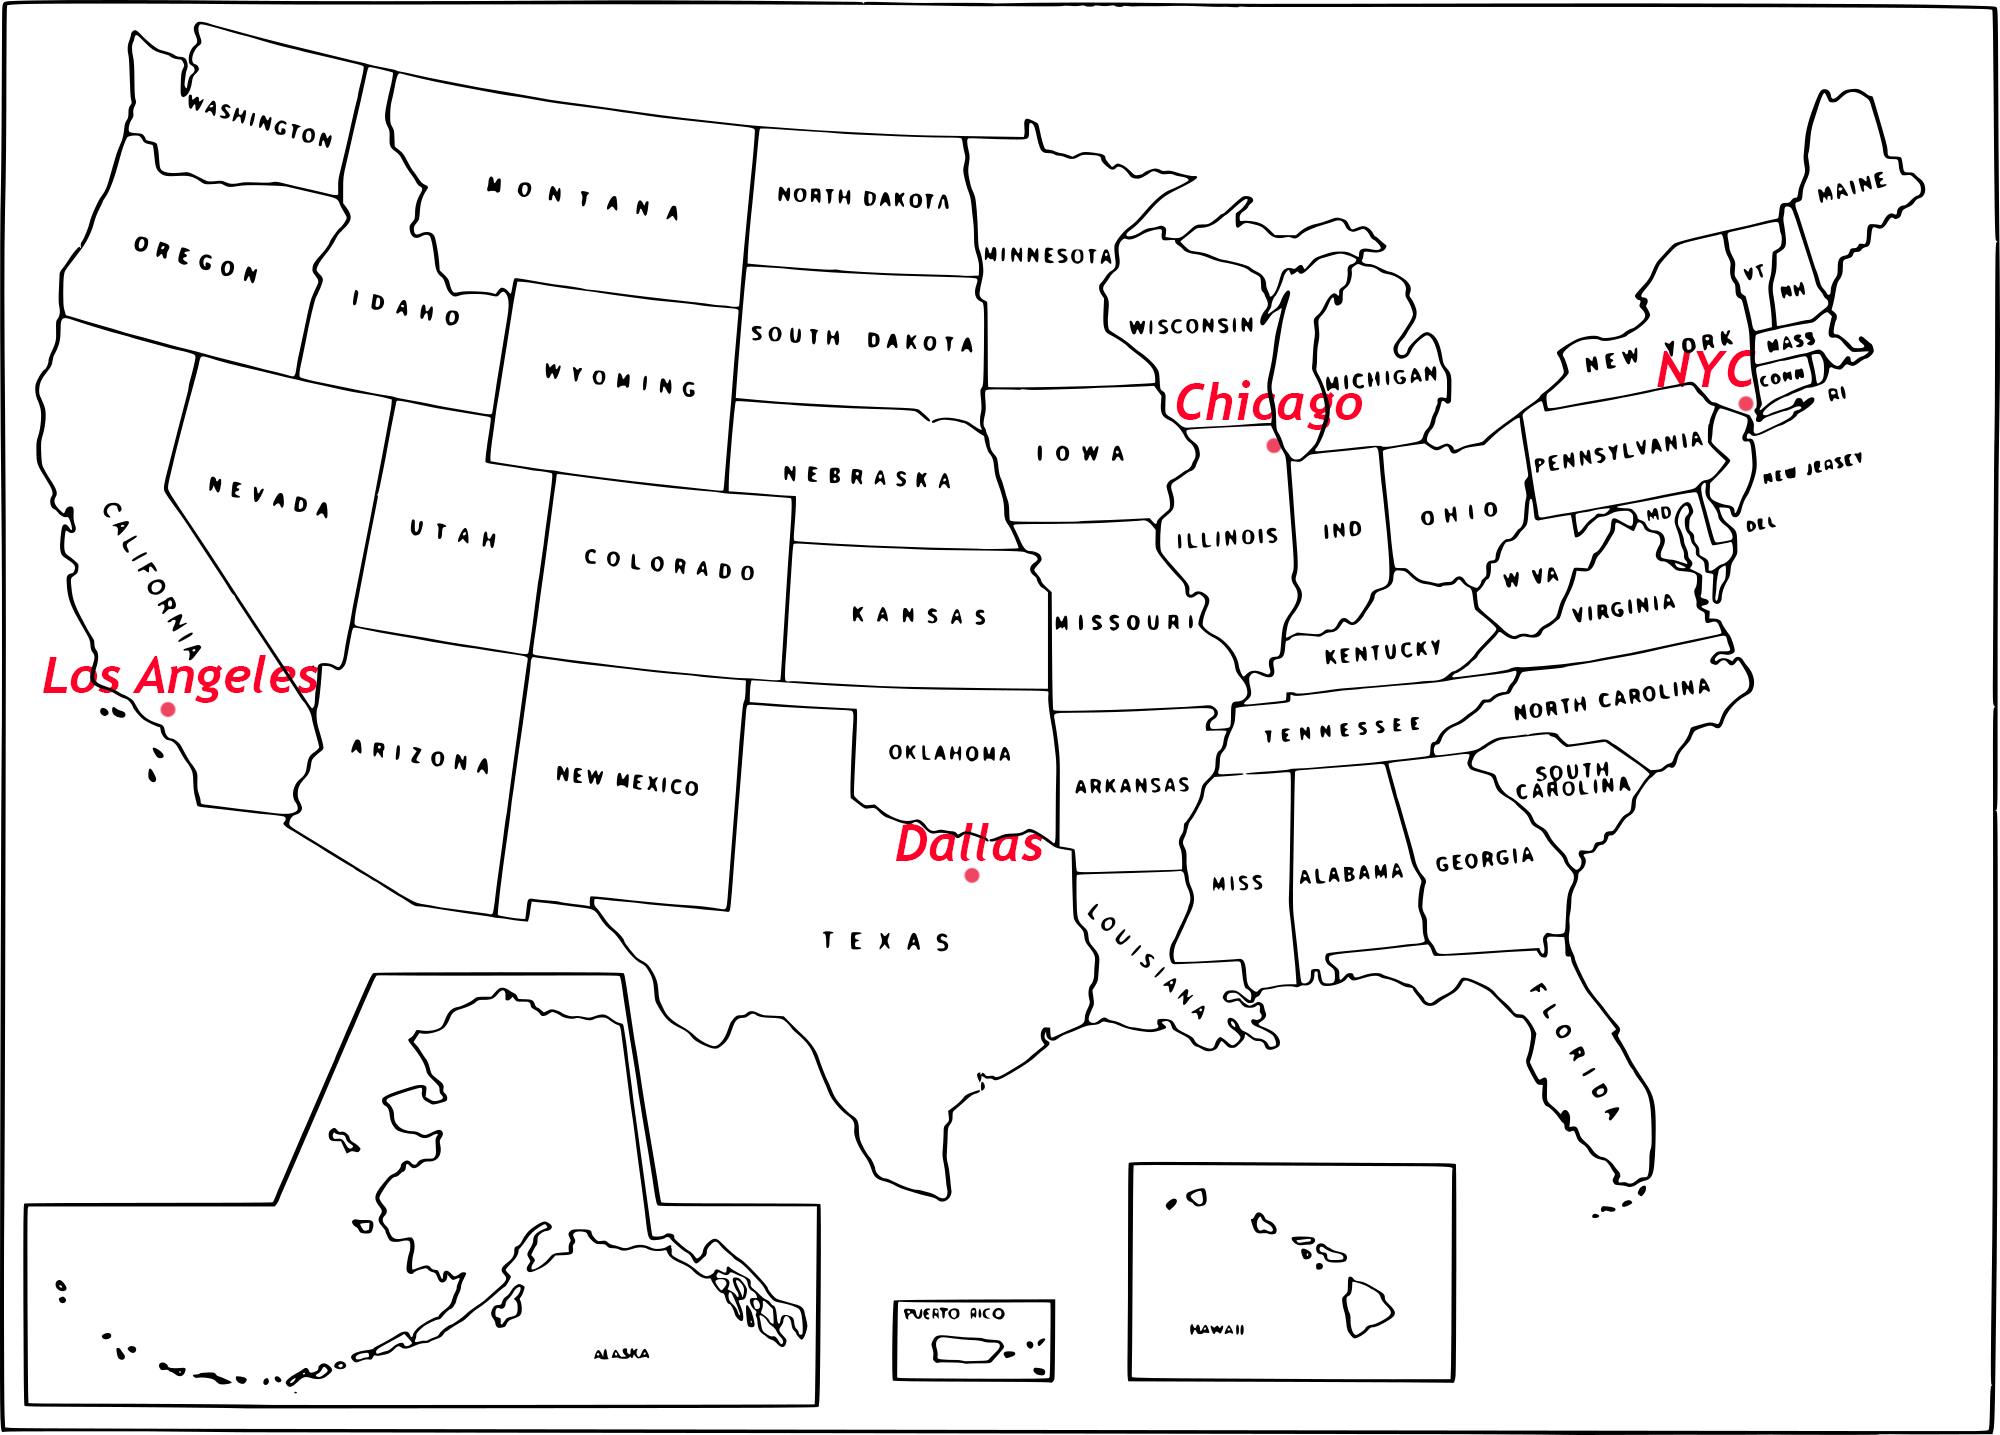 WASHINGTON
MONTANA
NORTH DAKOTA
MINNESOTA
MAINE
OREGON
IDAHO
WYOMING
SOUTH DAKOTA
WISCONSIN
MICHIGAN
NEW YORK
VT
NH
MASS
CONN
RI
NYC
Chicago
NEVADA
UTAH
COLORADO
NEBRASKA
IOWA
ILLINOIS
IND
OHIO
PENNSYLVANIA
NEW JERSEY
MD
DEL
CALIFORNIA
KANSAS
MISSOURI
KENTUCKY
W VA
VIRGINIA
Los Angeles
ARIZONA
NEW MEXICO
OKLAHOMA
ARKANSAS
TENNESSEE
NORTH CAROLINA
SOUTH
CAROLINA
Dallas
TEXAS
LOUISIANA
MISS
ALABAMA
GEORGIA
FLORIDA
ALASKA
PUERTO RICO
HAWAII